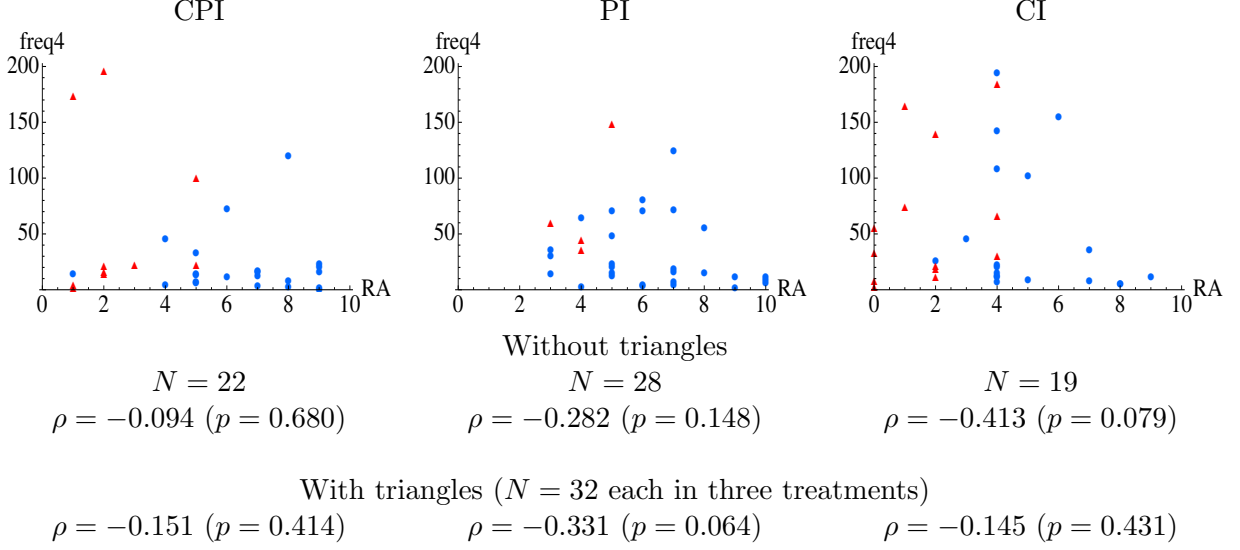 CPI PI CI
freq4 freq4 freq4
200 200 200
150 150 150
100 100 100
50 50 50
RA RA RA
0 2 4 6 8 10 0 2 4 6 8 10 0 2 4 6 8 10
Without triangles
N = 22 N = 28 N = 19
ρ = −0.094 (p = 0.680) ρ = −0.282 (p = 0.148) ρ = −0.413 (p = 0.079)
With triangles (N = 32 each in three treatments)
ρ = −0.151 (p = 0.414) ρ = −0.331 (p = 0.064) ρ = −0.145 (p = 0.431)